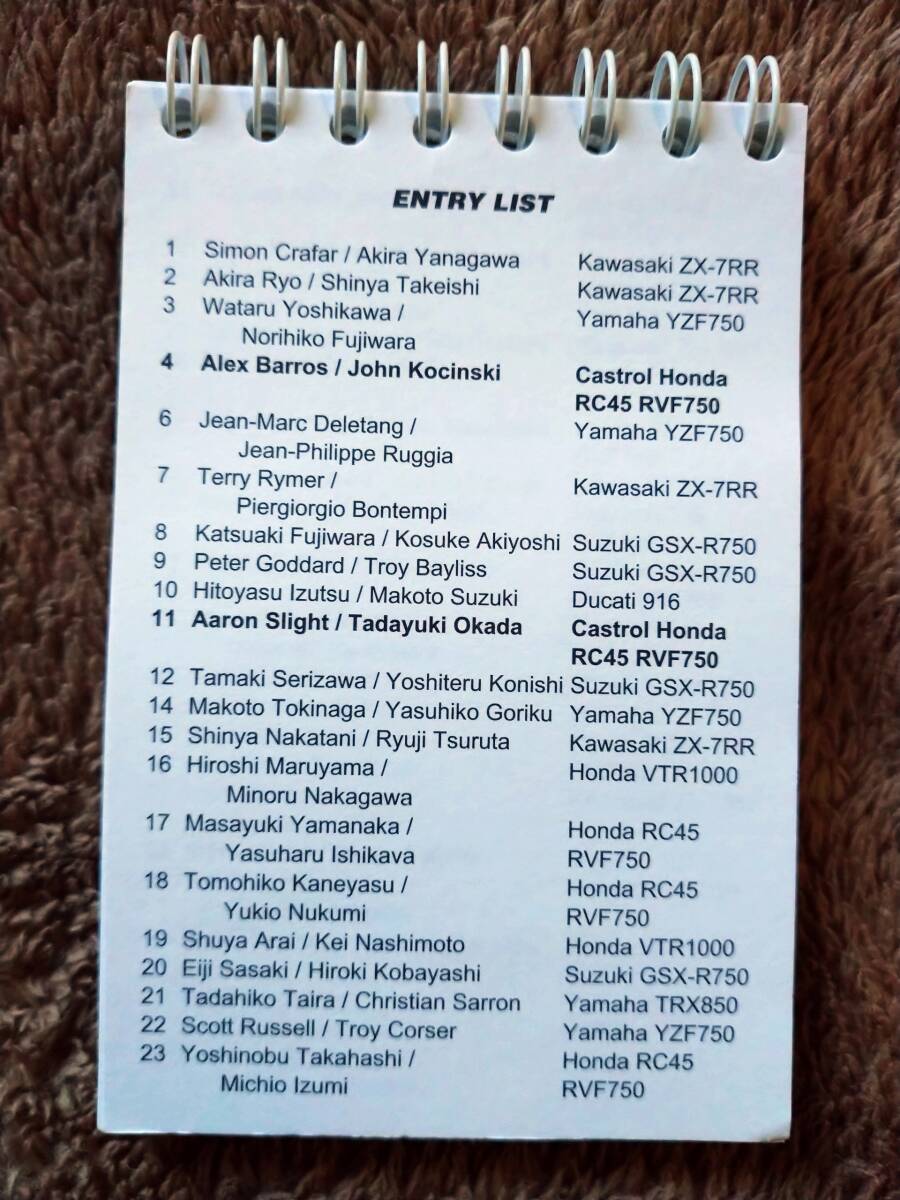 ENTRY LIST
1 Simon Crafar / Akira Yanagawa Kawasaki ZX-7RR
2 Akira Ryo / Shinya Takeishi Kawasaki ZX-7RR
3 Wataru Yoshikawa / Yamaha YZF750
Norihiko Fujiwara
4 Alex Barros / John Kocinski Castrol Honda
RC45 RVF750
6 Jean-Marc Deletang / Yamaha YZF750
Jean-Philippe Ruggia
7 Terry Rymer / Kawasaki ZX-7RR
Piergiorgio Bontempi
8 Katsuaki Fujiwara / Kosuke Akiyoshi Suzuki GSX-R750
9 Peter Goddard / Troy Bayliss Suzuki GSX-R750
10 Hitoyasu Izutsu / Makoto Suzuki Ducati 916
11 Aaron Slight / Tadayuki Okada Castrol Honda
RC45 RVF750
12 Tamaki Serizawa / Yoshiteru Konishi Suzuki GSX-R750
14 Makoto Tokinaga / Yasuhiko Goriku Yamaha YZF750
15 Shinya Nakatani / Ryuji Tsuruta Kawasaki ZX-7RR
16 Hiroshi Maruyama / Honda VTR1000
Minoru Nakagawa
17 Masayuki Yamanaka / Honda RC45
Yasuharu Ishikava RVF750
18 Tomohiko Kaneyasu / Honda RC45
Yukio Nukumi RVF750
19 Shuya Arai / Kei Nashimoto Honda VTR1000
20 Eiji Sasaki / Hiroki Kobayashi Suzuki GSX-R750
21 Tadahiko Taira / Christian Sarron Yamaha TRX850
22 Scott Russell / Troy Corser Yamaha YZF750
23 Yoshinobu Takahashi / Honda RC45
Michio Izumi RVF750